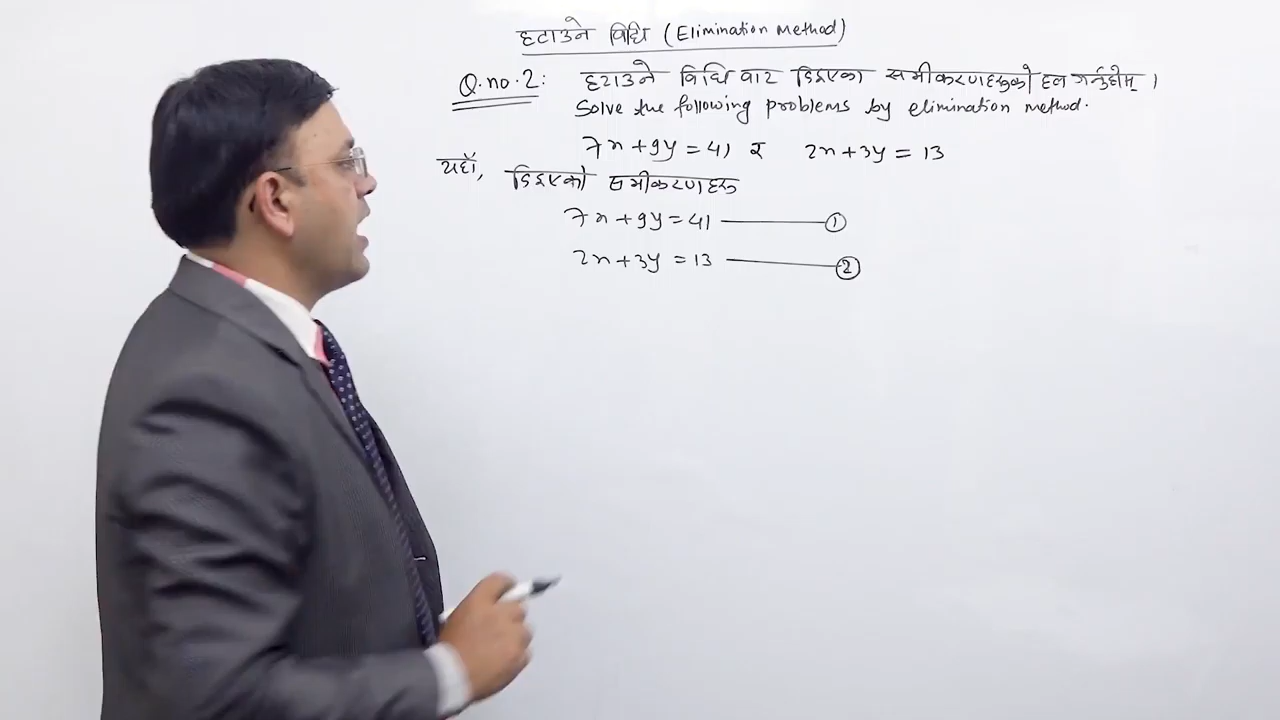 हटाउने विधि (Elimination Method)
Q.no.2: हटाउने विधि बाट दिइएका समीकरणहरुको हल गर्नुहोस् ।
Solve the following problems by elimination method.
7x + 9y = 41 र 2x + 3y = 13
यहाँ, दिइएको समीकरणहरु
7x + 9y = 41 ——— ①
2x + 3y = 13 ——— ②